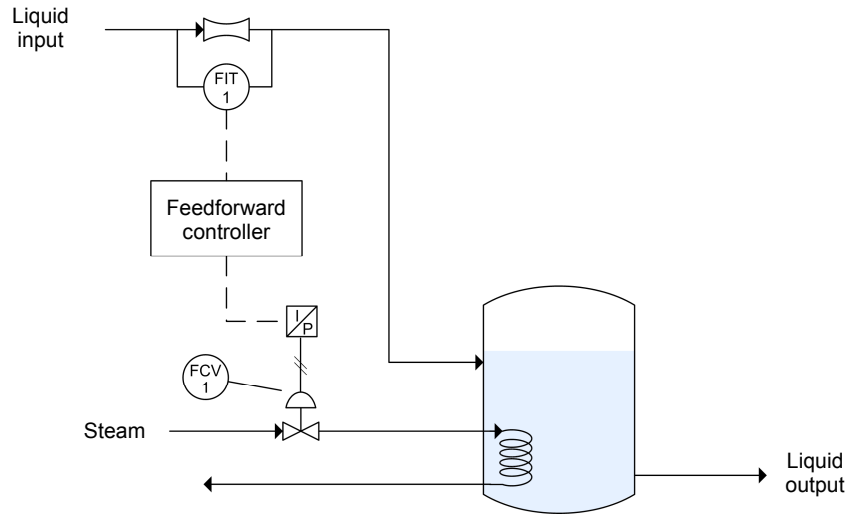 Liquid
input
FIT
1
Feedforward
controller
I
P
FCV
1
Steam
Liquid
output